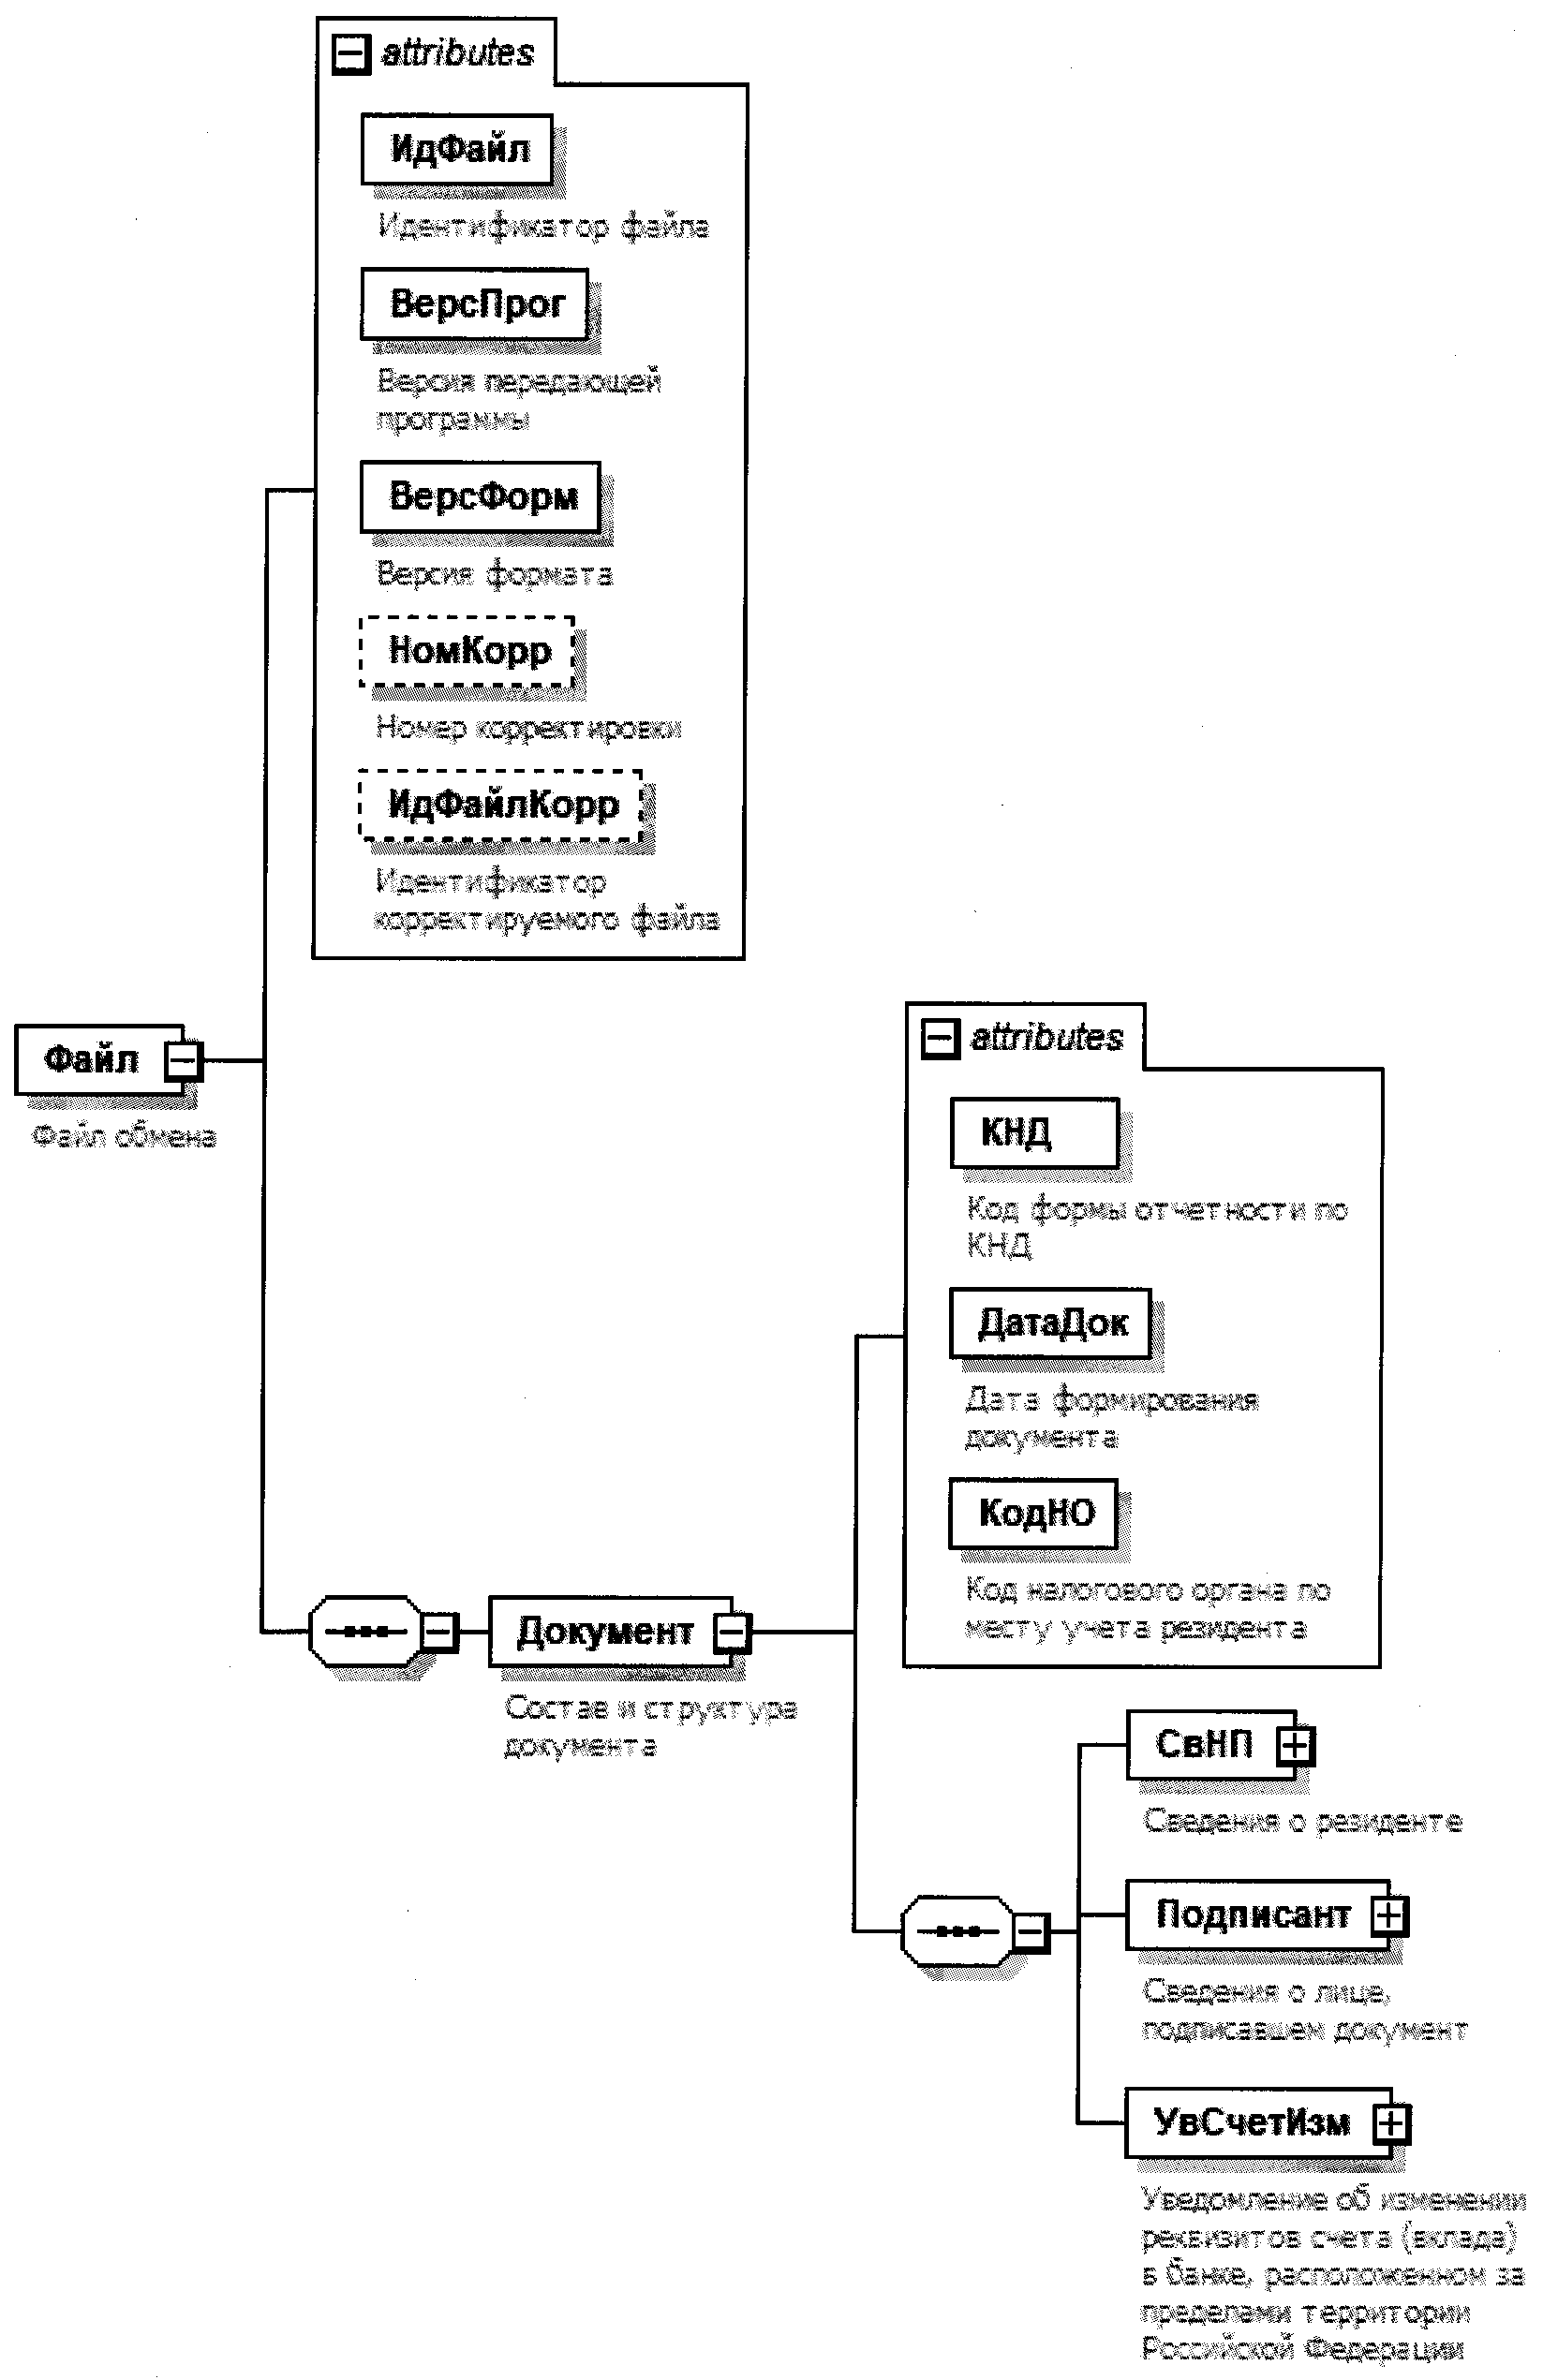 attributes
ИдФайл
Идентификатор файла
ВерсПрог
Версия передающей
программы
ВерсФорм
Версия формата
НомКорр
Номер корректировки
ИдФайлКорр
Идентификатор
корректируемого файла
Файл
Файл обмена
attributes
КНД
Код формы отчетности по
КНД
ДатаДок
Дата формирования
документа
КодНО
Код налогового органа по
месту учета резидента
Документ
Состав и структура
документа
СвНП
Сведения о резиденте
Подписант
Сведения о лице,
подписавшем документ
УвСчетИзм
Уведомление об изменении
реквизитов счета (вклада)
в банке, расположенном за
пределами территории
Российской Федерации